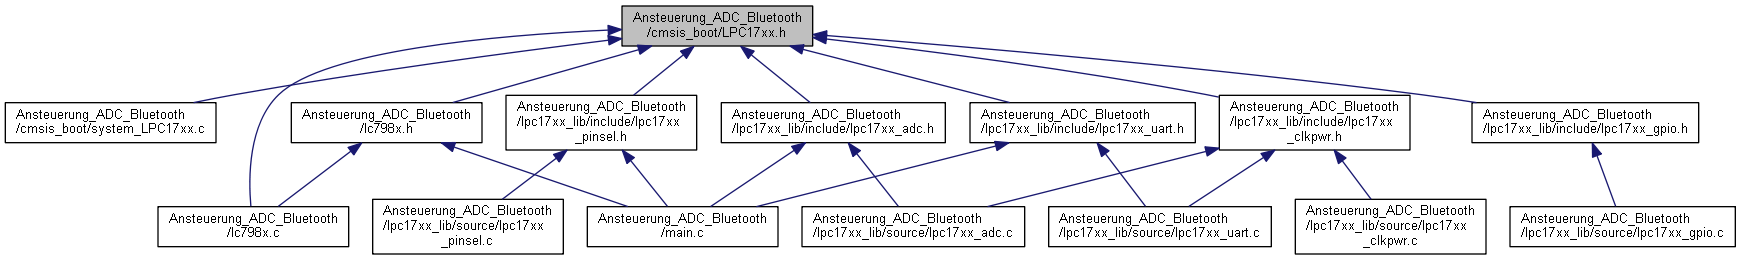 Ansteuerung_ADC_Bluetooth
/cmsis_boot/LPC17xx.h
Ansteuerung_ADC_Bluetooth
/cmsis_boot/system_LPC17xx.c
Ansteuerung_ADC_Bluetooth
/lc798x.h
Ansteuerung_ADC_Bluetooth
/lpc17xx_lib/include/lpc17xx
_pinsel.h
Ansteuerung_ADC_Bluetooth
/lpc17xx_lib/include/lpc17xx_adc.h
Ansteuerung_ADC_Bluetooth
/lpc17xx_lib/include/lpc17xx_uart.h
Ansteuerung_ADC_Bluetooth
/lpc17xx_lib/include/lpc17xx
_clkpwr.h
Ansteuerung_ADC_Bluetooth
/lpc17xx_lib/include/lpc17xx_gpio.h
Ansteuerung_ADC_Bluetooth
/lc798x.c
Ansteuerung_ADC_Bluetooth
/lpc17xx_lib/source/lpc17xx
_pinsel.c
Ansteuerung_ADC_Bluetooth
/main.c
Ansteuerung_ADC_Bluetooth
/lpc17xx_lib/source/lpc17xx_adc.c
Ansteuerung_ADC_Bluetooth
/lpc17xx_lib/source/lpc17xx_uart.c
Ansteuerung_ADC_Bluetooth
/lpc17xx_lib/source/lpc17xx
_clkpwr.c
Ansteuerung_ADC_Bluetooth
/lpc17xx_lib/source/lpc17xx_gpio.c